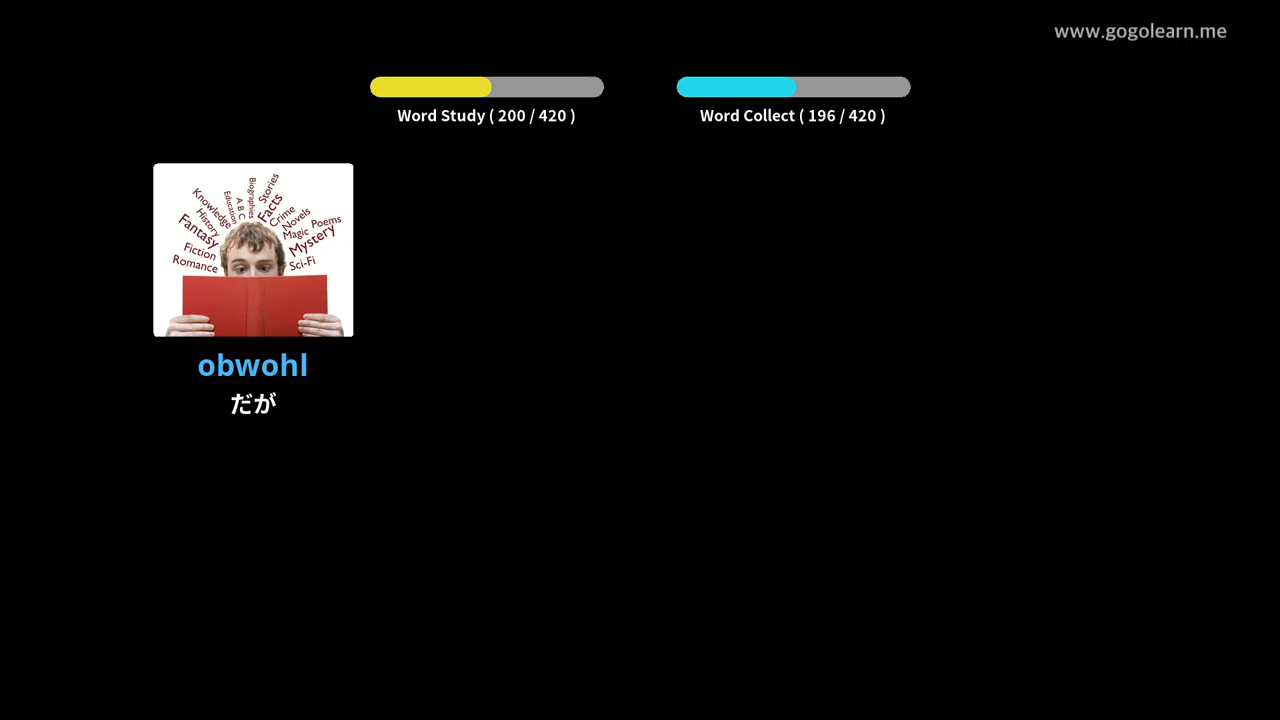 www.gogolearn.me
Word Study ( 200 / 420 )
Word Collect ( 196 / 420 )
Knowledge
History
Fantasy
Fiction
Romance
Education
A B C
Biographies
Stories
Facts
Crime
Novels
Magic
Poems
Mystery
Sci-Fi
obwohl
だが